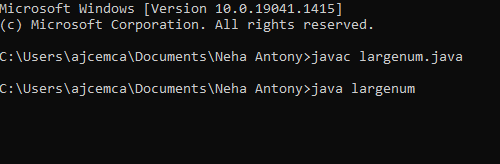 Microsoft Windows [Version 10.0.19041.1415]
(c) Microsoft Corporation. All rights reserved.
C:\Users\ajcemca\Documents\Neha Antony>javac largenum.java
C:\Users\ajcemca\Documents\Neha Antony>java largenum